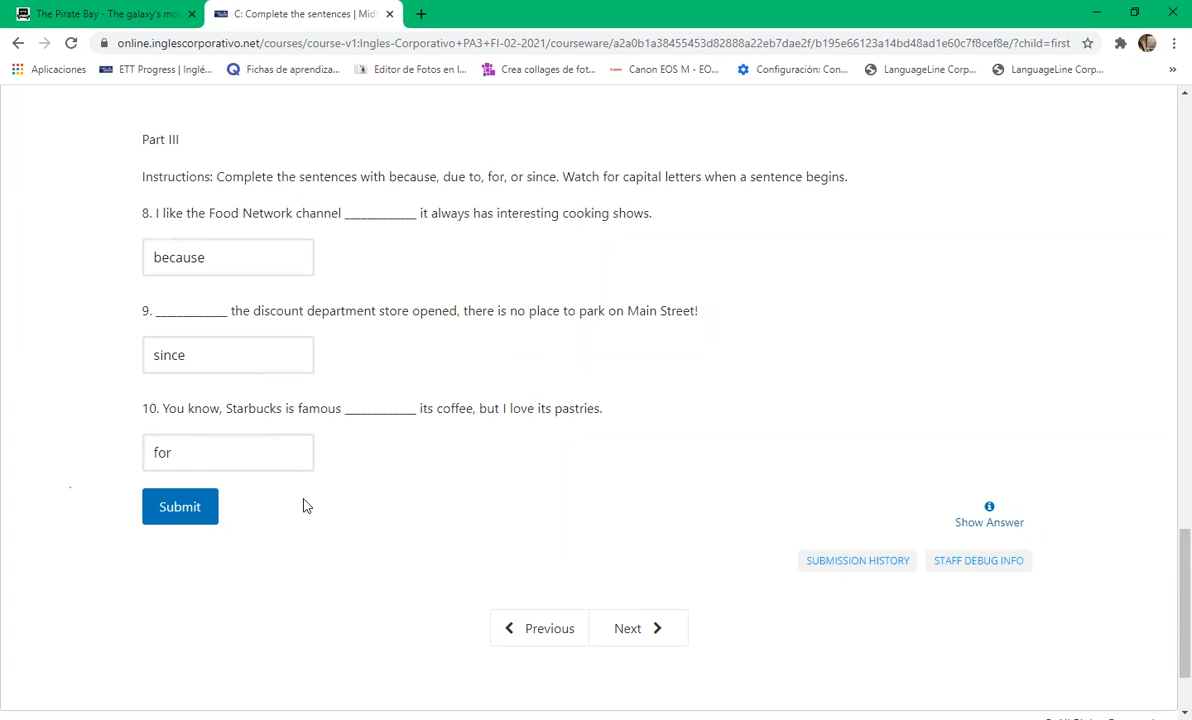 The Pirate Bay - The galaxy's mo
C: Complete the sentences | Midt
online.inglescorporativo.net/courses/course-v1:Ingles-Corporativo+PA3+FI-02-2021/courseware/a2a0b1a38455453d82888a22eb7dae2f/b195e66123a14bd48ad1e60c7f8cef8e/?child=first
Aplicaciones ETT Progress | Inglé... Fichas de aprendiza... Editor de Fotos en l... Crea collages de fot... Canon EOS M - EO... Configuración: Con... LanguageLine Corp... LanguageLine Corp... »
Part III
Instructions: Complete the sentences with because, due to, for, or since. Watch for capital letters when a sentence begins.
8. I like the Food Network channel ____________ it always has interesting cooking shows.
because
9. ____________ the discount department store opened, there is no place to park on Main Street!
since
10. You know, Starbucks is famous ____________ its coffee, but I love its pastries.
for
Submit
Show Answer
SUBMISSION HISTORY STAFF DEBUG INFO
Previous Next